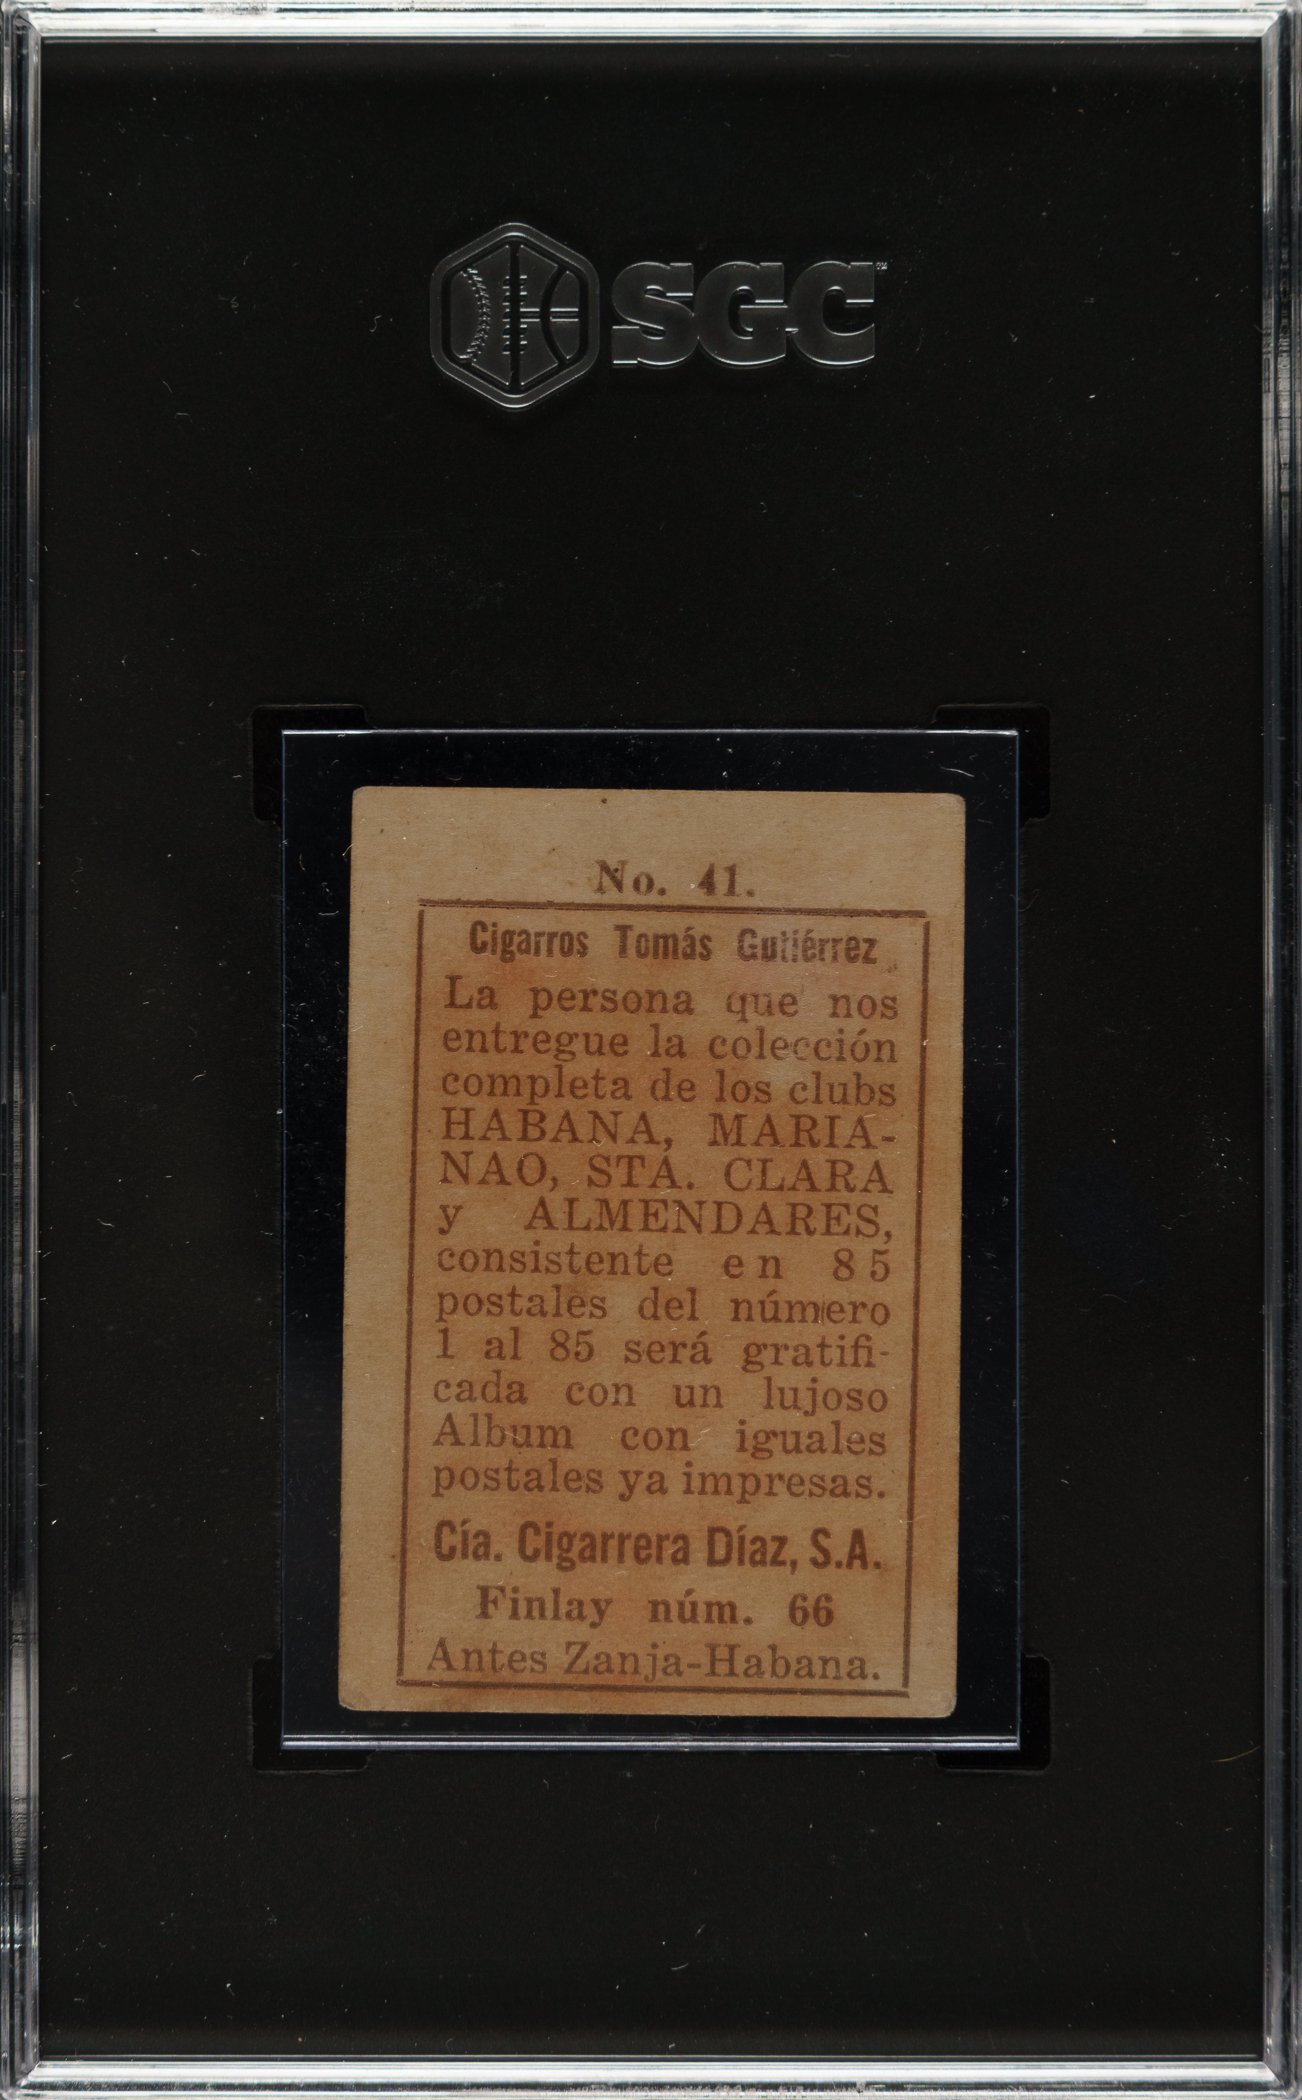 SGC
No. 41.
Cigarros Tomás Gutiérrez
La persona que nos
entregue la colección
completa de los clubs
HABANA, MARIA-
NAO, STA. CLARA
y ALMENDARES,
consistente en 85
postales del número
1 al 85 será gratifi-
cada con un lujoso
Album con iguales
postales ya impresas.
Cía. Cigarrera Díaz, S.A.
Finlay núm. 66
Antes Zanja-Habana.